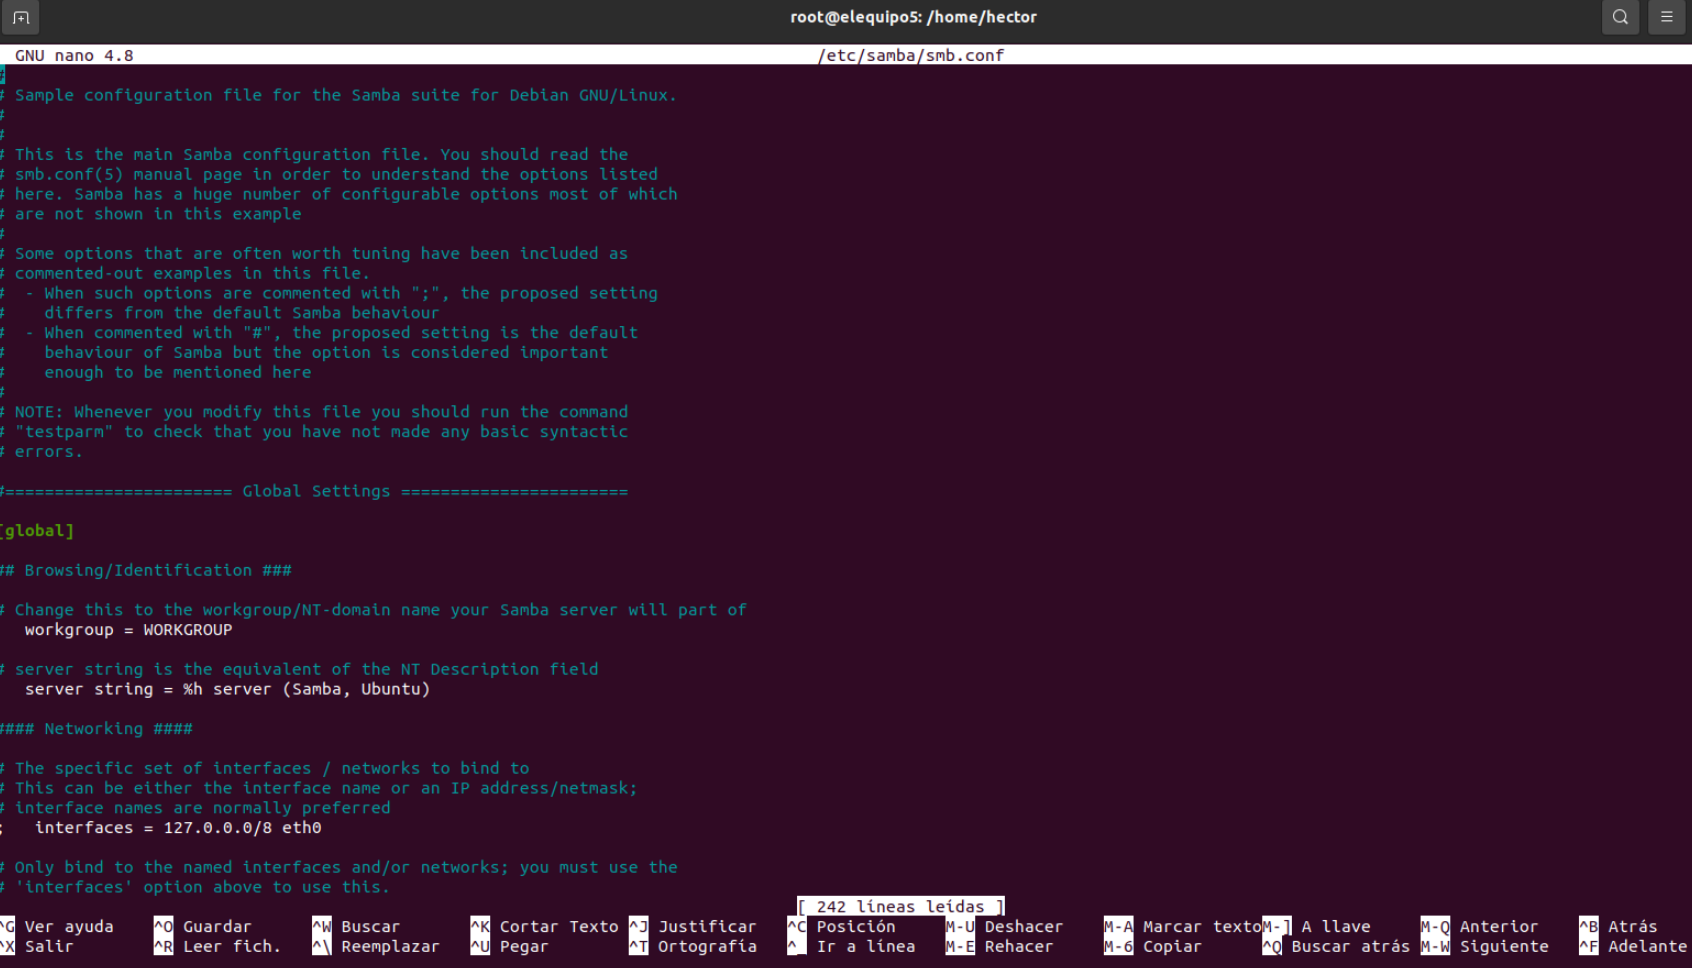 root@elequipo5: /home/hector
GNU nano 4.8 /etc/samba/smb.conf
#
# Sample configuration file for the Samba suite for Debian GNU/Linux.
#
#
# This is the main Samba configuration file. You should read the
# smb.conf(5) manual page in order to understand the options listed
# here. Samba has a huge number of configurable options most of which
# are not shown in this example
#
# Some options that are often worth tuning have been included as
# commented-out examples in this file.
#  - When such options are commented with ";", the proposed setting
#    differs from the default Samba behaviour
#  - When commented with "#", the proposed setting is the default
#    behaviour of Samba but the option is considered important
#    enough to be mentioned here
#
# NOTE: Whenever you modify this file you should run the command
# "testparm" to check that you have not made any basic syntactic
# errors.
#======================= Global Settings =======================
[global]
## Browsing/Identification ###
# Change this to the workgroup/NT-domain name your Samba server will part of
workgroup = WORKGROUP
# server string is the equivalent of the NT Description field
server string = %h server (Samba, Ubuntu)
#### Networking ####
# The specific set of interfaces / networks to bind to
# This can be either the interface name or an IP address/netmask;
# interface names are normally preferred
;   interfaces = 127.0.0.0/8 eth0
# Only bind to the named interfaces and/or networks; you must use the
# 'interfaces' option above to use this.
[ 242 líneas leídas ]
^G Ver ayuda ^O Guardar ^W Buscar ^K Cortar Texto ^J Justificar ^C Posición M-U Deshacer M-A Marcar texto M-] A llave M-Q Anterior ^B Atrás
^X Salir ^R Leer fich. ^\ Reemplazar ^U Pegar ^T Ortografía ^_ Ir a línea M-E Rehacer M-6 Copiar ^Q Buscar atrás M-W Siguiente ^F Adelante